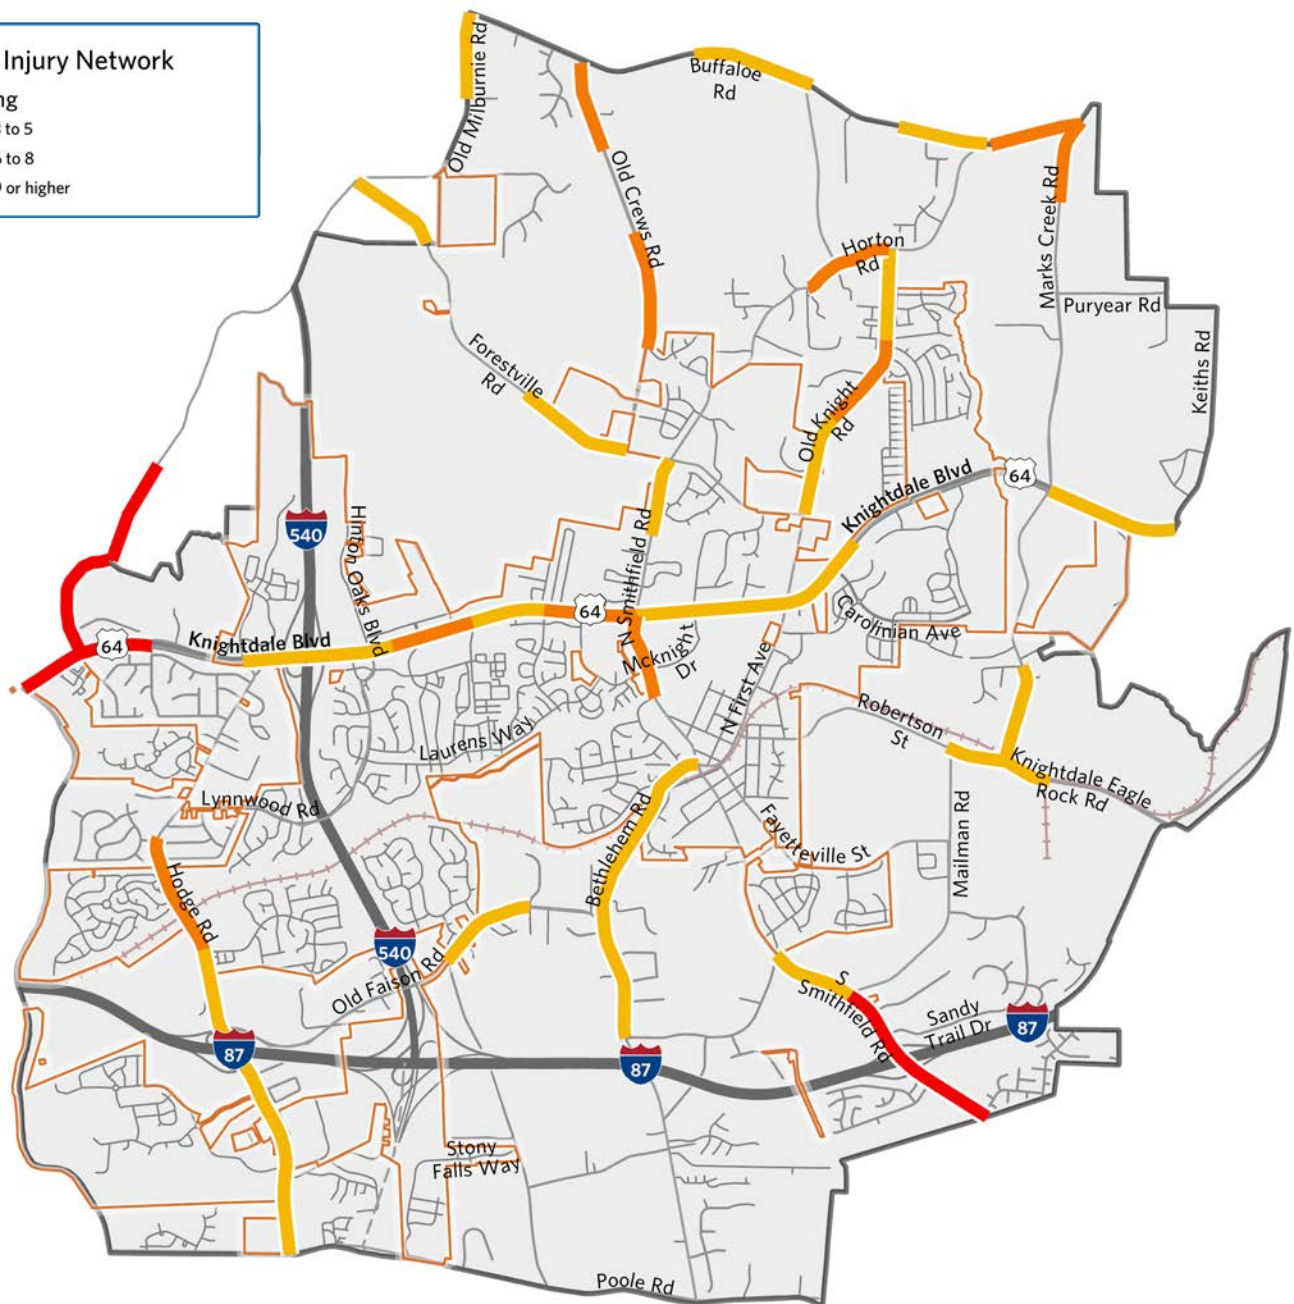 Injury Network
to 5
to 8
or higher
Old Milburnie Rd
Buffaloe
Rd
Old Crews Rd
Horton
Rd
Marks Creek Rd
Puryear Rd
Keiths Rd
Forestville
Rd
Old Knight
Rd
64
Knightdale Blvd
540
Hinton Oaks Blvd
N Smithfield Rd
64
64
Knightdale Blvd
Carolinian Ave
Mcknight
Dr
N First Ave
Robertson
St
Laurens Way
Knightdale Eagle
Rock Rd
Lynnwood Rd
Bethlehem Rd
Fayetteville St
Mailman Rd
Hodge Rd
540
Old Faison Rd
S
Smithfield Rd
Sandy
Trail Dr
87
87
87
Stony
Falls Way
Poole Rd